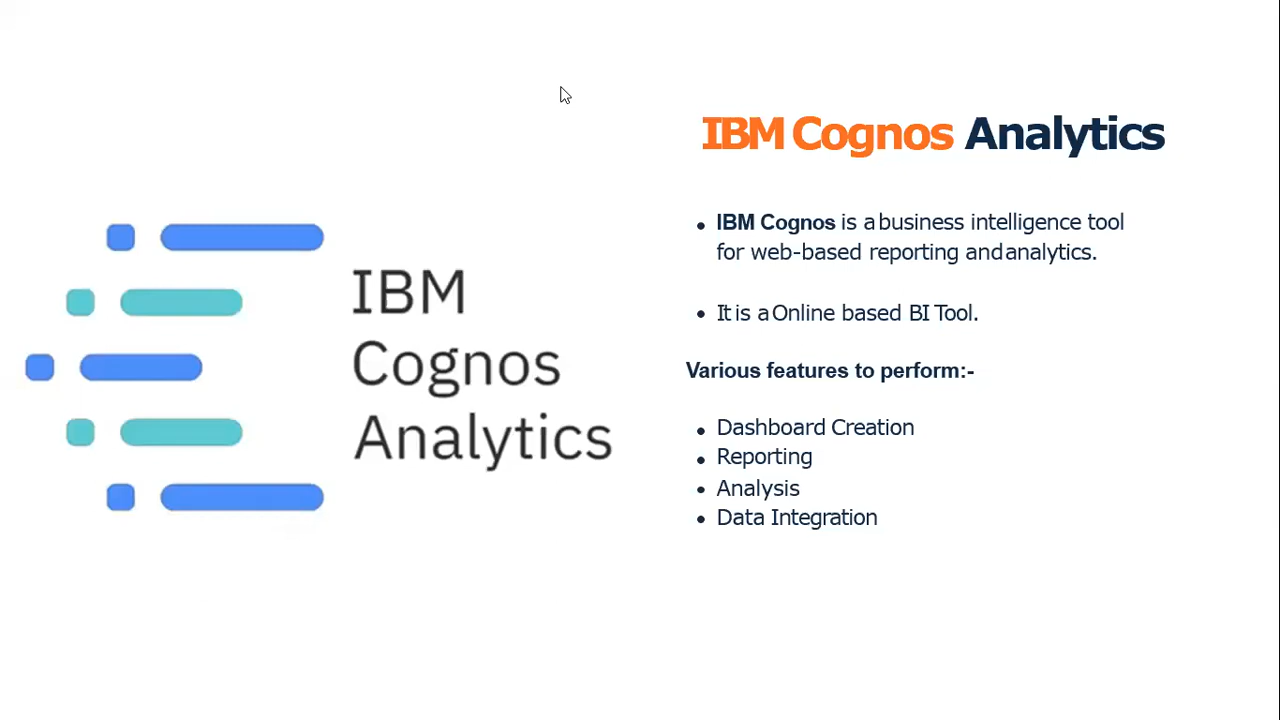 IBM
Cognos
Analytics
IBM Cognos Analytics
• IBM Cognos is a business intelligence tool
for web-based reporting and analytics.
• It is a Online based BI Tool.
Various features to perform:-
• Dashboard Creation
• Reporting
• Analysis
• Data Integration